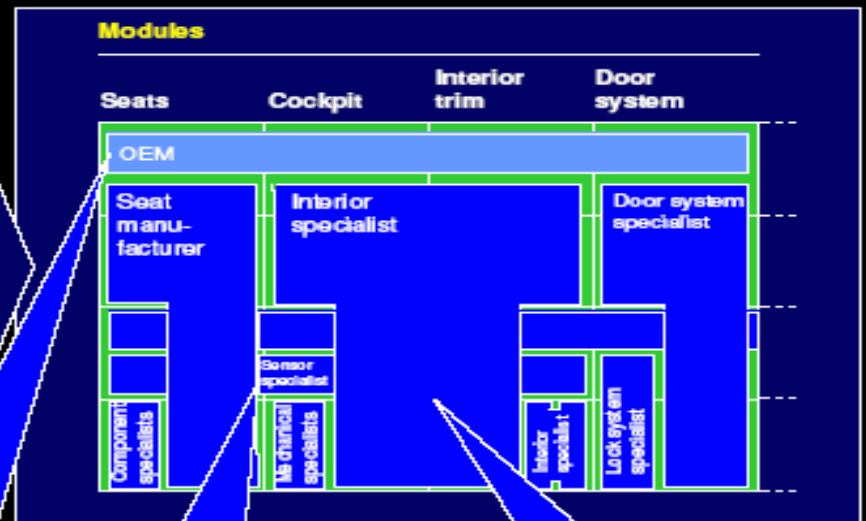 Modules
Seats
Cockpit
Interior
trim
Door
system
OEM
Seat
manu-
facturer
Interior
specialist
Door system
specialist
Sensor
specialist
Component
specialists
Mechanical
specialists
Interior
specialist
Lock system
specialist